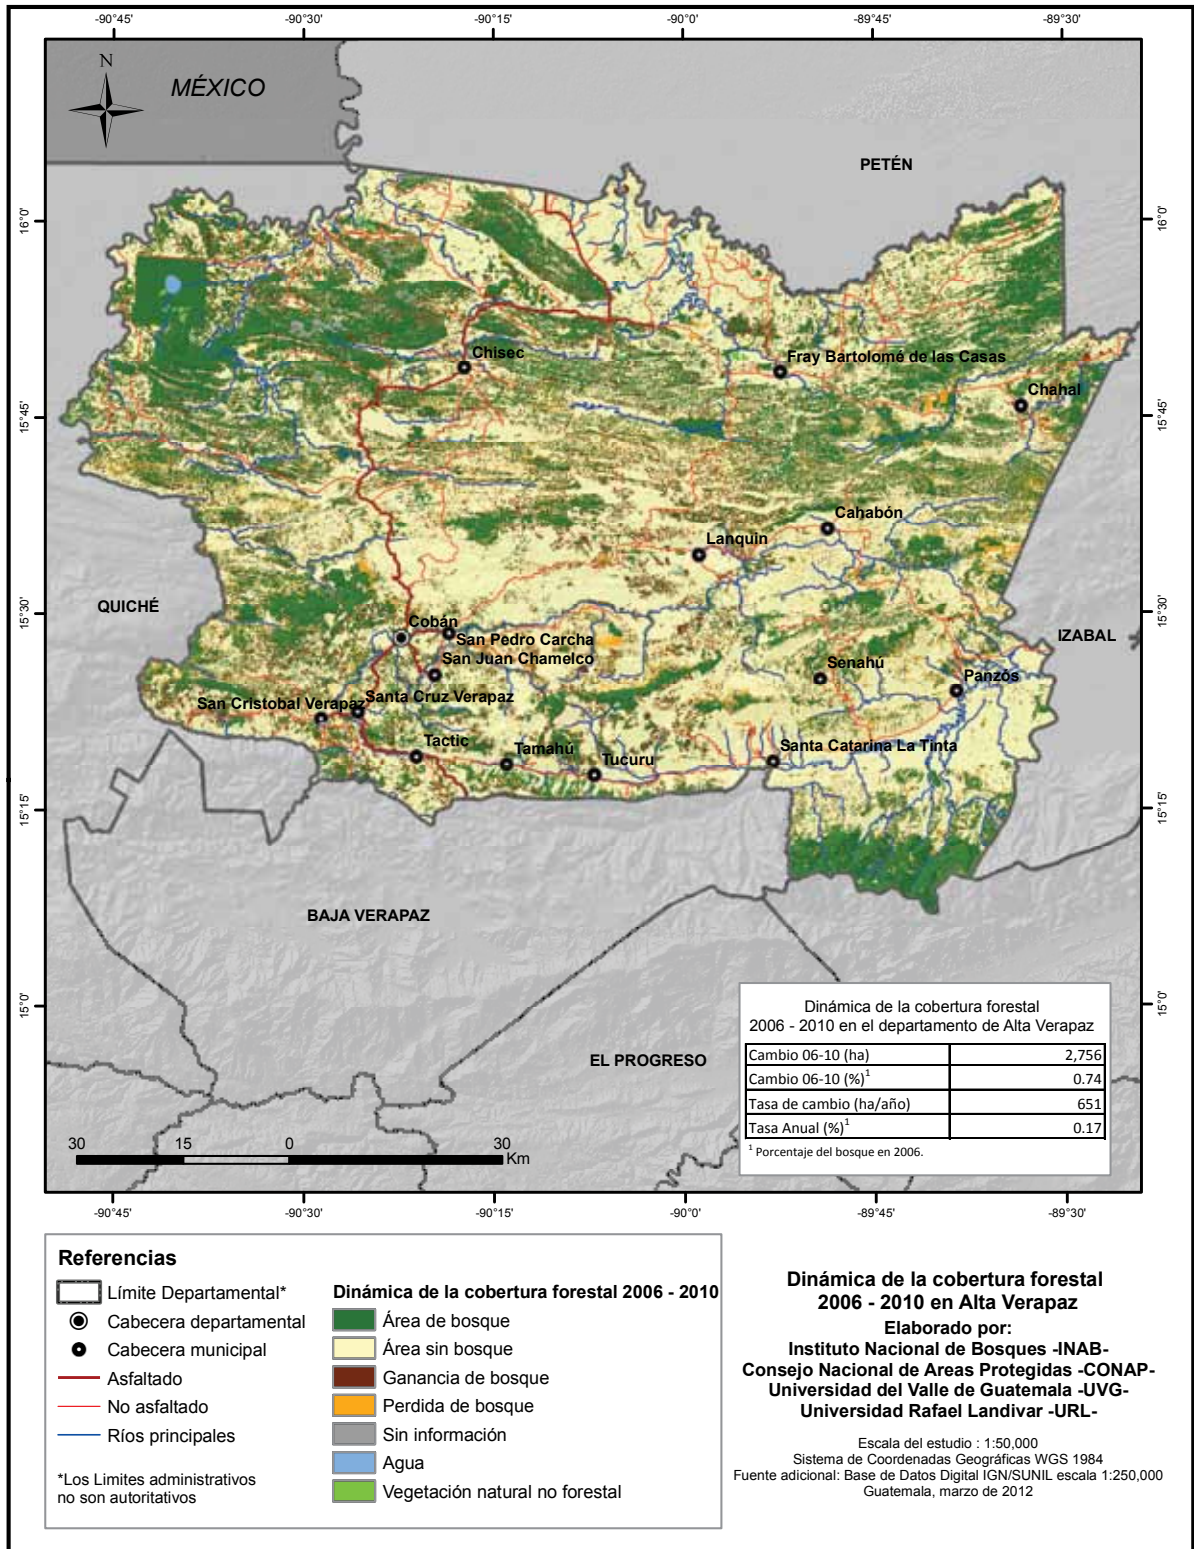 -90°45'
-90°30'
-90°15'
-90°0'
-89°45'
-89°30'
N
MÉXICO
PETÉN
16°0'
16°0'
Chisec
Fray Bartolomé de las Casas
Chahal
15°45'
15°45'
Cahabón
Lanquin
QUICHÉ
15°30'
15°30'
Cobán
San Pedro Carcha
IZABAL
San Juan Chamelco
Senahú
Panzós
San Cristobal Verapaz
Santa Cruz Verapaz
Tactic
Tamahú
Tucuru
Santa Catarina La Tinta
15°15'
15°15'
BAJA VERAPAZ
15°0'
15°0'
EL PROGRESO
Dinámica de la cobertura forestal
2006 - 2010 en el departamento de Alta Verapaz
Cambio 06-10 (ha) 2,756
Cambio 06-10 (%)1 0.74
Tasa de cambio (ha/año) 651
Tasa Anual (%)1 0.17
1 Porcentaje del bosque en 2006.
30 15 0 30
Km
-90°45'
-90°30'
-90°15'
-90°0'
-89°45'
-89°30'
Referencias
Límite Departamental*
Cabecera departamental
Cabecera municipal
Asfaltado
No asfaltado
Ríos principales
*Los Limites administrativos
no son autoritativos
Dinámica de la cobertura forestal 2006 - 2010
Área de bosque
Área sin bosque
Ganancia de bosque
Perdida de bosque
Sin información
Agua
Vegetación natural no forestal
Dinámica de la cobertura forestal
2006 - 2010 en Alta Verapaz
Elaborado por:
Instituto Nacional de Bosques -INAB-
Consejo Nacional de Areas Protegidas -CONAP-
Universidad del Valle de Guatemala -UVG-
Universidad Rafael Landivar -URL-
Escala del estudio : 1:50,000
Sistema de Coordenadas Geográficas WGS 1984
Fuente adicional: Base de Datos Digital IGN/SUNIL escala 1:250,000
Guatemala, marzo de 2012